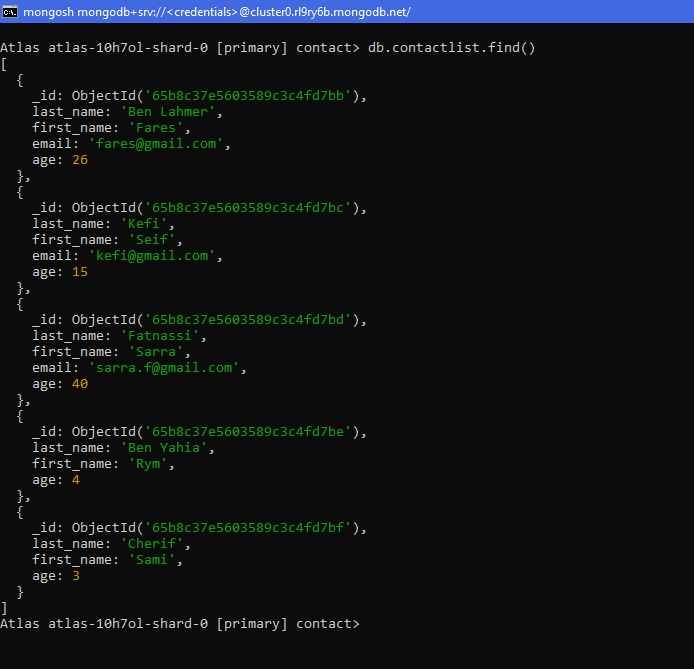 mongosh mongodb+srv://<credentials>@cluster0.rl9ry6b.mongodb.net/
Atlas atlas-10h7ol-shard-0 [primary] contact> db.contactlist.find()
[
  {
    _id: ObjectId('65b8c37e5603589c3c4fd7bb'),
    last_name: 'Ben Lahmer',
    first_name: 'Fares',
    email: 'fares@gmail.com',
    age: 26
  },
  {
    _id: ObjectId('65b8c37e5603589c3c4fd7bc'),
    last_name: 'Kefi',
    first_name: 'Seif',
    email: 'kefi@gmail.com',
    age: 15
  },
  {
    _id: ObjectId('65b8c37e5603589c3c4fd7bd'),
    last_name: 'Fatnassi',
    first_name: 'Sarra',
    email: 'sarra.f@gmail.com',
    age: 40
  },
  {
    _id: ObjectId('65b8c37e5603589c3c4fd7be'),
    last_name: 'Ben Yahia',
    first_name: 'Rym',
    age: 4
  },
  {
    _id: ObjectId('65b8c37e5603589c3c4fd7bf'),
    last_name: 'Cherif',
    first_name: 'Sami',
    age: 3
  }
]
Atlas atlas-10h7ol-shard-0 [primary] contact>